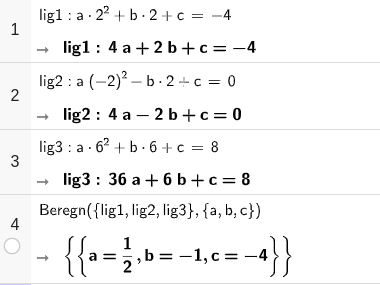 1
lig1 : a · 2² + b · 2 + c = −4
→ lig1 : 4 a + 2 b + c = −4
2
lig2 : a (−2)² − b · 2 + c = 0
→ lig2 : 4 a − 2 b + c = 0
3
lig3 : a · 6² + b · 6 + c = 8
→ lig3 : 36 a + 6 b + c = 8
4
Beregn({lig1, lig2, lig3}, {a, b, c})
→ {{a = 1/2, b = −1, c = −4}}